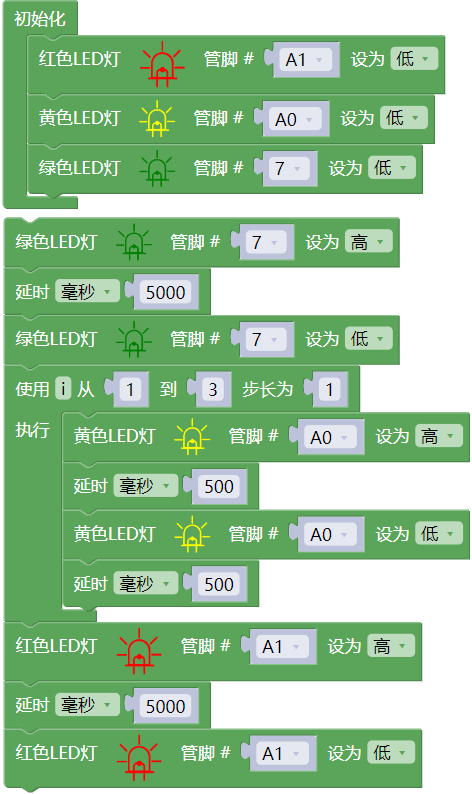 初始化
红色LED灯 管脚 # A1 设为 低
黄色LED灯 管脚 # A0 设为 低
绿色LED灯 管脚 # 7 设为 低
绿色LED灯 管脚 # 7 设为 高
延时 毫秒 5000
绿色LED灯 管脚 # 7 设为 低
使用 i 从 1 到 3 步长为 1
执行 黄色LED灯 管脚 # A0 设为 高
延时 毫秒 500
黄色LED灯 管脚 # A0 设为 低
延时 毫秒 500
红色LED灯 管脚 # A1 设为 高
延时 毫秒 5000
红色LED灯 管脚 # A1 设为 低